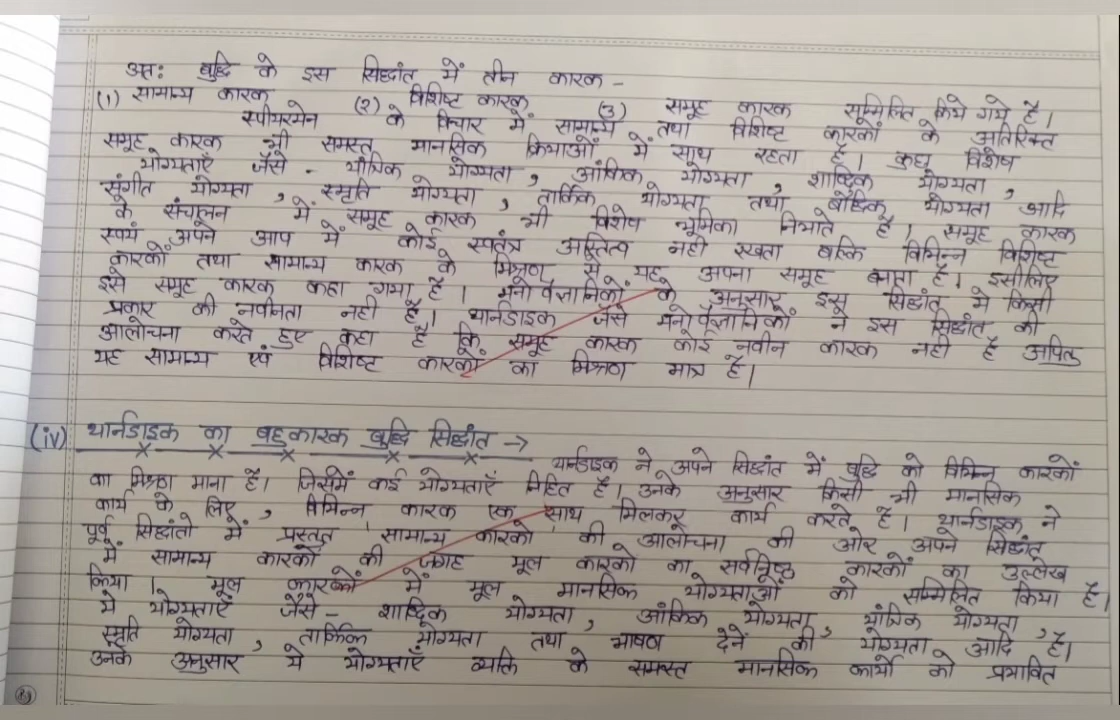 अतः बुद्धि के इस सिद्धांत में तीन कारक -
(1) सामान्य कारक (2) विशिष्ट कारक (3) समूह कारक सम्मिलित किये गये है।
स्पीयरमेन के विचार में सामान्य तथा विशिष्ट कारकों के अतिरिक्त
समूह कारक भी समस्त मानसिक क्रियाओं में साथ रहता है। कुछ विशेष
योग्यताएँ जैसे - यांत्रिक योग्यता, आंकिक योग्यता, शाब्दिक योग्यता,
संगीत योग्यता, स्मृति योग्यता, तार्किक योग्यता तथा बौद्धिक योग्यता आदि
के संचालन में समूह कारक भी विशेष भूमिका निभाते है। समूह कारक
स्वयं अपने आप में कोई स्वतंत्र अस्तित्व नही रखता बल्कि विभिन्न विशिष्ट
कारकों तथा सामान्य कारक के मिश्रण से यह अपना समूह बनाता है। इसीलिए
इसे समूह कारक कहा गया है। मनोवैज्ञानिकों के अनुसार इस सिद्धांत मे किसी
प्रकार की नवीनता नही है। थार्नडाइक जैसे मनोवैज्ञानिकों ने इस सिद्धांत की
आलोचना करते हुए कहा है कि समूह कारक कोई नवीन कारक नही है अपितु
यह सामान्य एवं विशिष्ट कारकों का मिश्रण मात्र है।
(iv) थार्नडाइक का बहुकारक बुद्धि सिद्धांत →
थार्नडाइक ने अपने सिद्धांत में बुद्धि को विभिन्न कारकों
का मिश्रण माना है। जिसमें कई योग्यताएँ निहित है। उनके अनुसार किसी भी मानसिक
कार्य के लिए, विभिन्न कारक एक साथ मिलकर कार्य करते है। थार्नडाइक ने
पूर्व सिद्धांतो में प्रस्तुत 'सामान्य कारको' की आलोचना की ओर अपने सिद्धांत
में सामान्य कारकों की जगह मूल कारको का सर्वनिष्ठ कारकों का उल्लेख
किया। मूल कारकों में मूल मानसिक योग्यताओं को सम्मिलित किया है।
ये योग्यताएँ जैसे - शाब्दिक योग्यता, आंकिक योग्यता, यांत्रिक योग्यता,
स्मृति योग्यता, तार्किक योग्यता तथा भाषण देने की योग्यता आदि है।
उनके अनुसार ये योग्यताएँ व्यक्ति के समस्त मानसिक कार्यो को प्रभावित